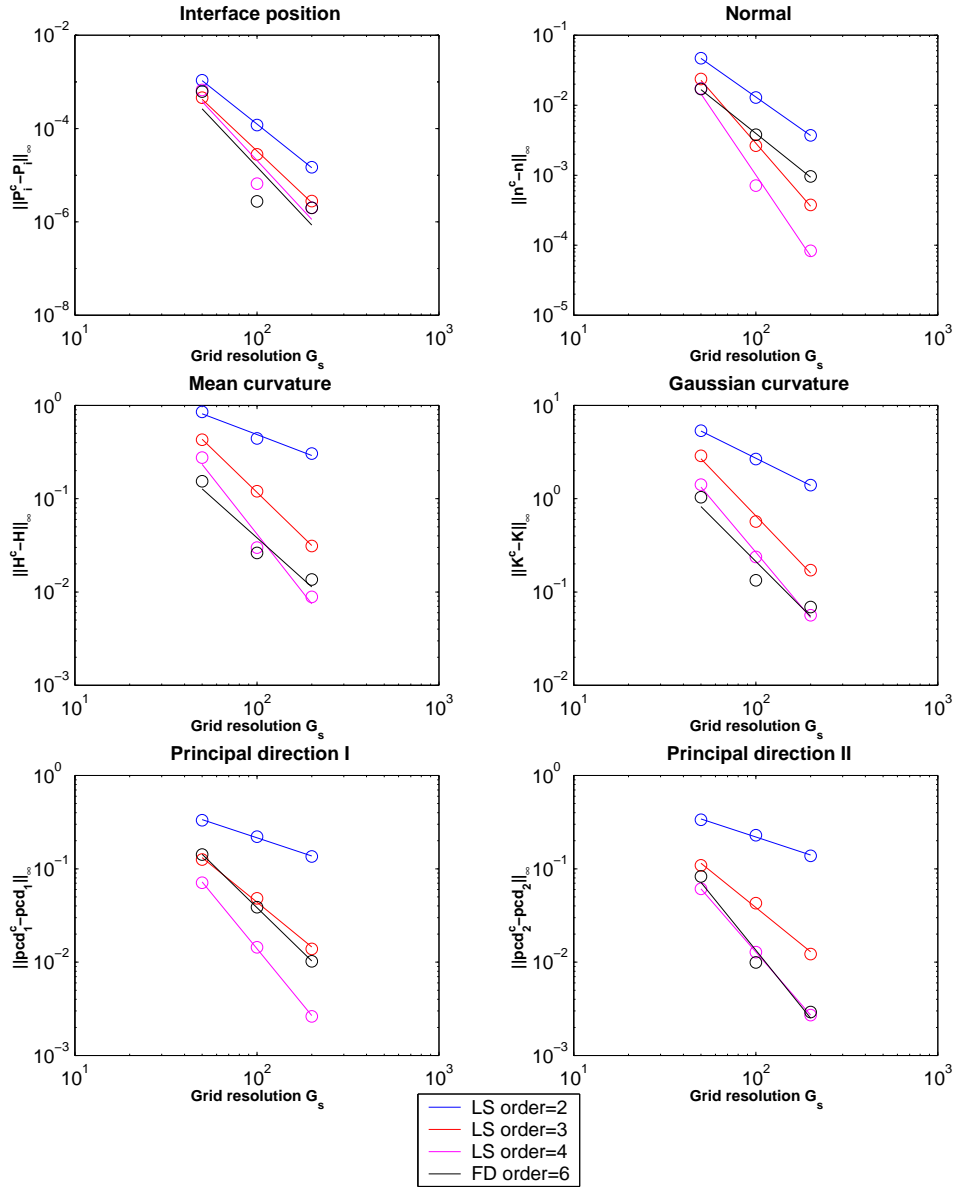 Interface position
10^−2
10^−4
10^−6
10^−8
||P_i^c−P_i||_∞
10^1
10^2
10^3
Grid resolution G_s
Normal
10^−1
10^−2
10^−3
10^−4
10^−5
||n^c−n||_∞
10^1
10^2
10^3
Grid resolution G_s
Mean curvature
10^0
10^−1
10^−2
10^−3
||H^c−H||_∞
10^1
10^2
10^3
Grid resolution G_s
Gaussian curvature
10^1
10^0
10^−1
10^−2
||K^c−K||_∞
10^1
10^2
10^3
Grid resolution G_s
Principal direction I
10^0
10^−1
10^−2
10^−3
||pcd_1^c−pcd_1||_∞
10^1
10^2
10^3
Grid resolution G_s
Principal direction II
10^0
10^−1
10^−2
10^−3
||pcd_2^c−pcd_2||_∞
10^1
10^2
10^3
Grid resolution G_s
LS order=2
LS order=3
LS order=4
FD order=6